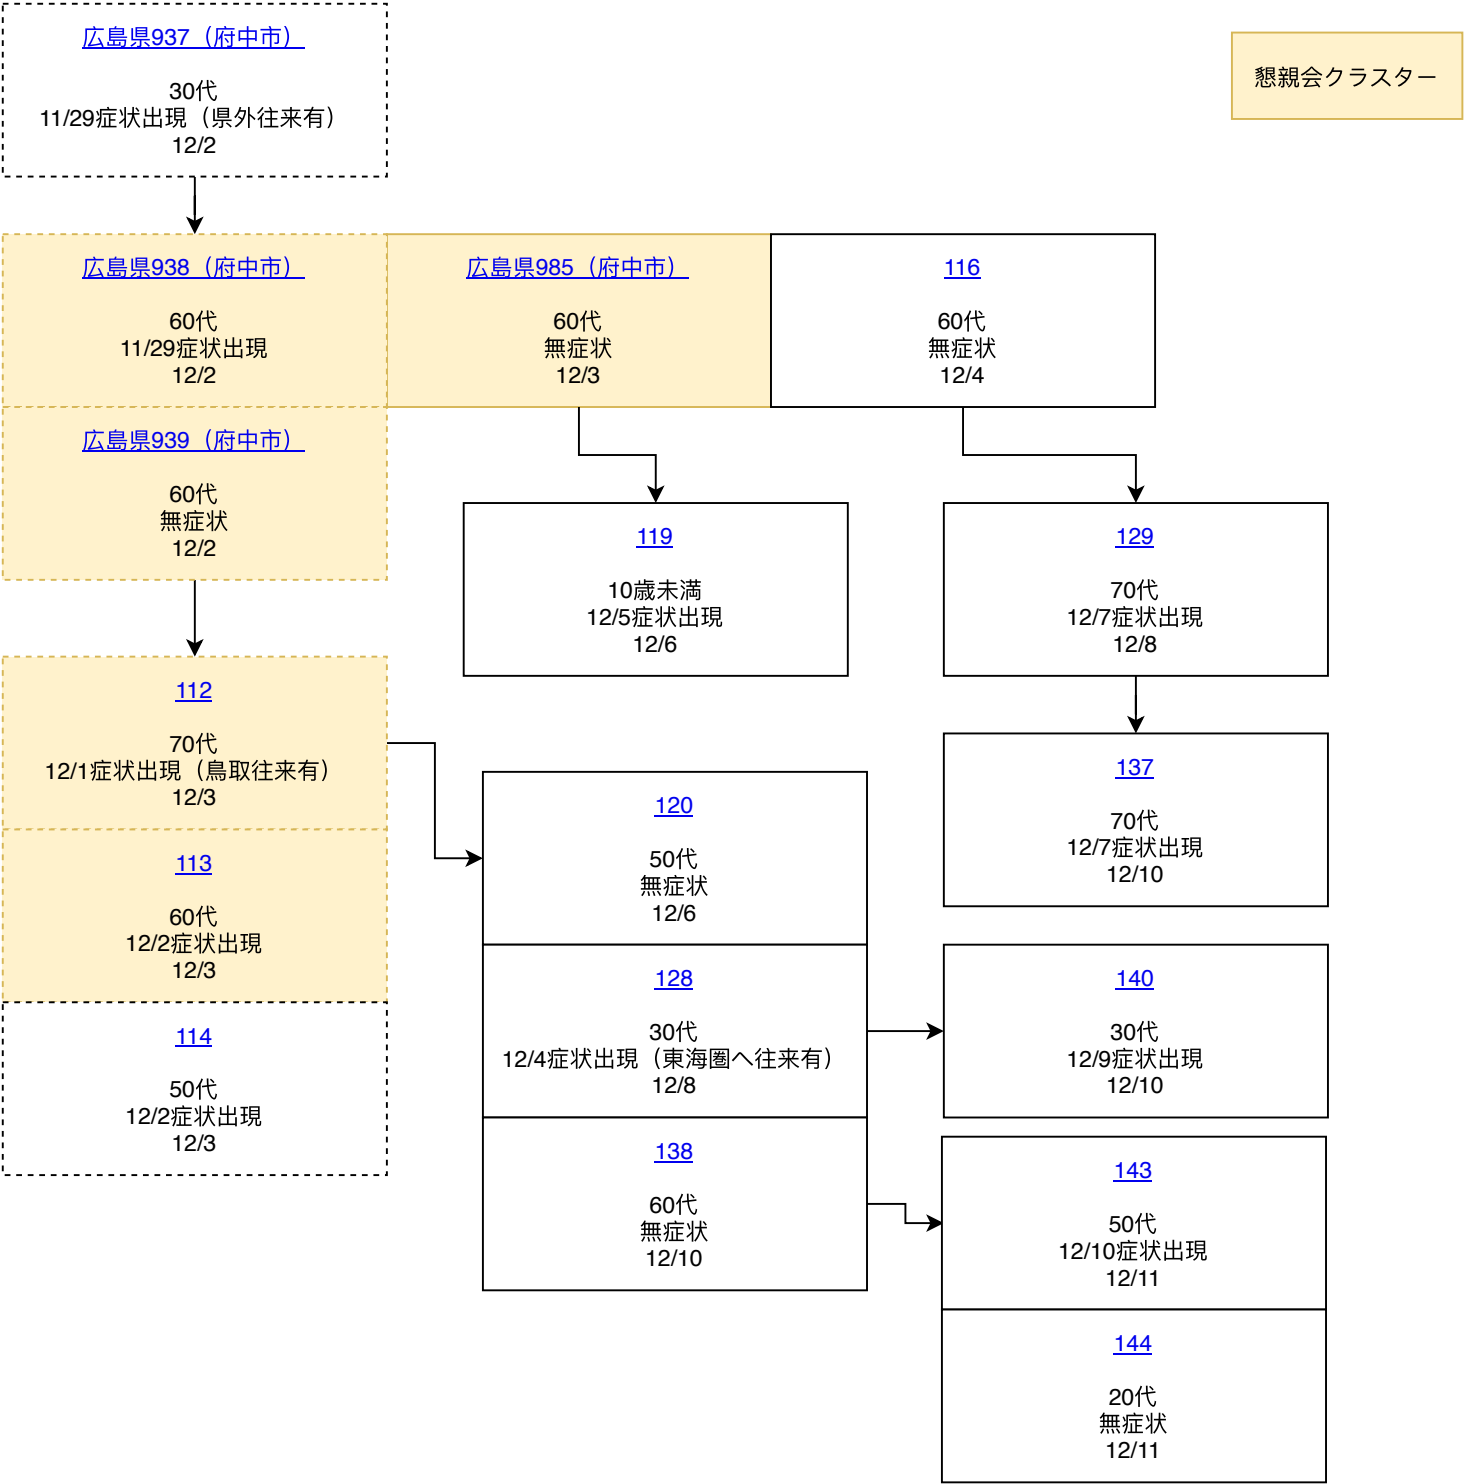 広島県937（府中市）
30代
11/29症状出現（県外往来有）
12/2
懇親会クラスター
広島県938（府中市）
60代
11/29症状出現
12/2
広島県985（府中市）
60代
無症状
12/3
116
60代
無症状
12/4
広島県939（府中市）
60代
無症状
12/2
119
10歳未満
12/5症状出現
12/6
129
70代
12/7症状出現
12/8
112
70代
12/1症状出現（鳥取往来有）
12/3
120
50代
無症状
12/6
137
70代
12/7症状出現
12/10
113
60代
12/2症状出現
12/3
128
30代
12/4症状出現（東海圏へ往来有）
12/8
140
30代
12/9症状出現
12/10
114
50代
12/2症状出現
12/3
138
60代
無症状
12/10
143
50代
12/10症状出現
12/11
144
20代
無症状
12/11